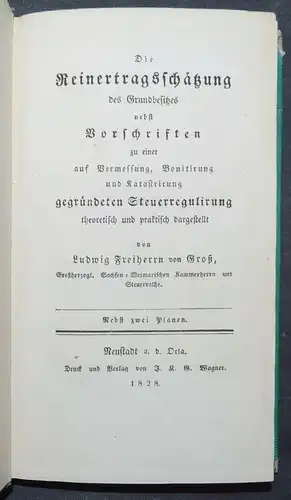 Die
Reinertragsschätzung
des Grundbesitzes
nebst
Vorschriften
zu einer
auf Vermessung, Bonitirung
und Katastrirung
gegründeten Steuerregulirung
theoretisch und praktisch dargestellt
von
Ludwig Freiherrn von Groß,
Großherzogl. Sachsen-Weimarischen Kammerherrn und
Steuerrathe.
Nebst zwei Planen.
Neustadt a. d. Orla.
Druck und Verlag von J. K. G. Wagner.
1828.